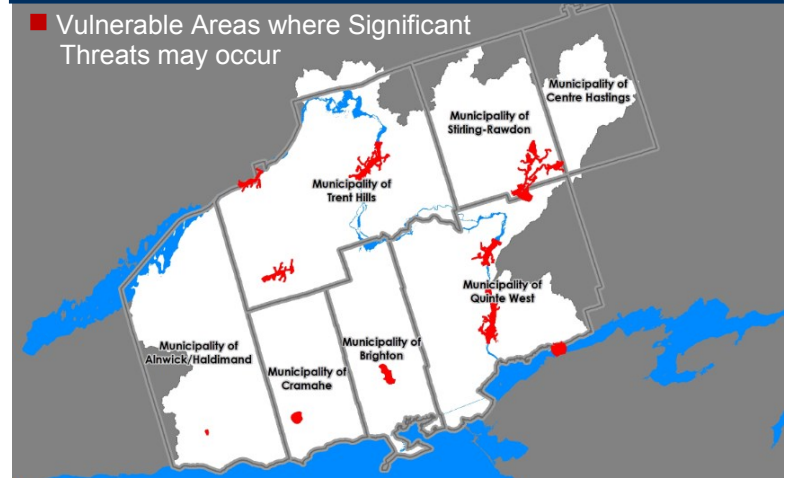 Vulnerable Areas where Significant
Threats may occur
Municipality of
Centre Hastings
Municipality of
Stirling-Rawdon
Municipality of
Trent Hills
Municipality of
Quinte West
Municipality of
Alnwick/Haldimand
Municipality of
Brighton
Municipality of
Cramahe